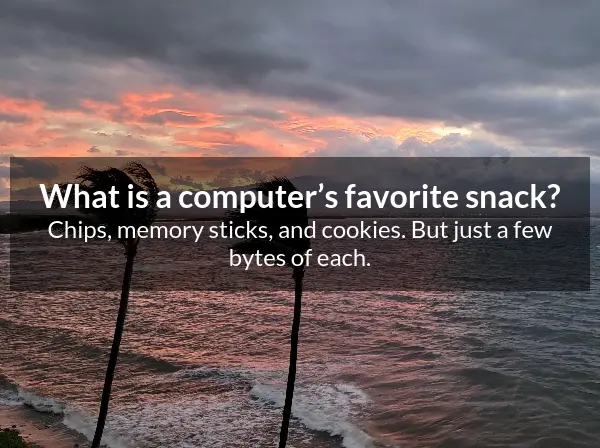 What is a computer’s favorite snack?
Chips, memory sticks, and cookies. But just a few
bytes of each.